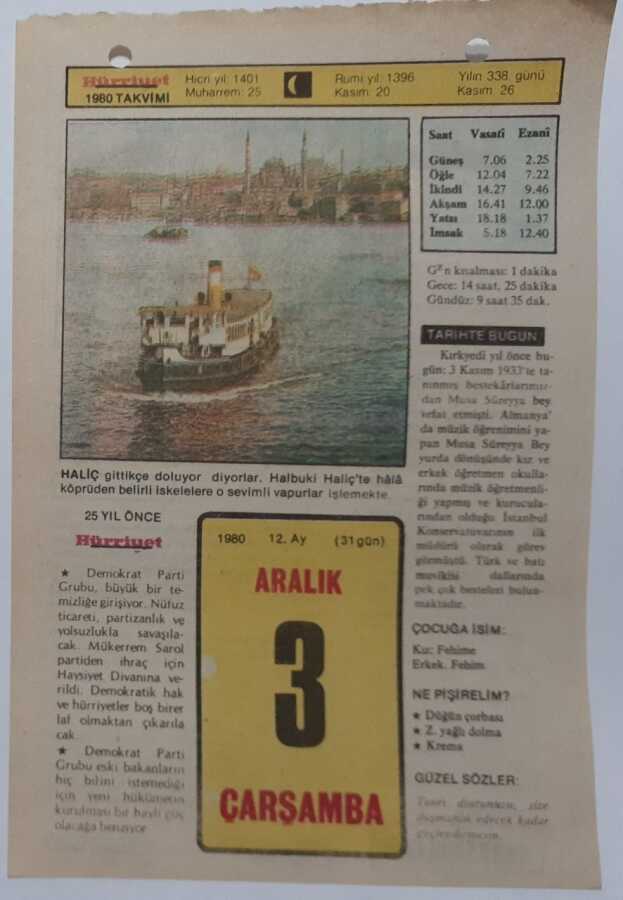 Hürriyet
1980 TAKVİMİ
Hicri yıl: 1401
Muharrem: 25
Rumi yıl: 1396
Kasım: 20
Yılın 338. günü
Kasım: 26
Saat Vasatî Ezanî
Güneş 7.06 2.25
Öğle 12.04 7.22
İkindi 14.27 9.46
Akşam 16.41 12.00
Yatsı 18.18 1.37
İmsak 5.18 12.40
kısalması: 1 dakika
Gece: 14 saat, 25 dakika
Gündüz: 9 saat 35 dak.
HALİÇ gittikçe doluyor diyorlar. Halbuki Haliç'te hâlâ
köprüden belirli iskelelere o sevimli vapurlar işlemekte.
TARİHTE BUGÜN
Kırkyedi yıl önce bu-
gün: 3 Kasım 1933'te ta-
nınmış bestekârlarımız-
dan Musa Süreyya bey
vefat etmişti. Almanya'
da müzik öğrenimini ya-
pan Musa Süreyya Bey
yurda dönüşünde kız ve
erkek öğretmen okulla-
rında müzik öğretmenli-
ği yapmış ve kurucula-
rından olduğu İstanbul
Konservatuvarının ilk
müdürü olarak görev
görmüştü. Türk ve batı
musikisi dallarında
pek çok besteleri bulun-
maktadır.
ÇOCUĞA İSİM:
Kız: Fehime
Erkek: Fehim
NE PİŞİRELİM?
★ Düğün çorbası
★ Z. yağlı dolma
★ Krema
GÜZEL SÖZLER:
25 YIL ÖNCE
Hürriyet
★ Demokrat Parti
Grubu, büyük bir te-
mizliğe girişiyor. Nüfuz
ticareti, partizanlık ve
yolsuzlukla savaşıla-
cak. Mükerrem Sarol
partiden ihraç için
Haysiyet Divanına ve-
rildi. Demokratik hak
ve hürriyetler boş birer
laf olmaktan çıkarıla
cak.
★ Demokrat Parti
Grubu eski bakanların
hiç birini istemediği
için yeni hükümetin
kurulması bir hayli güç
olacağa benziyor.
1980 12. Ay (31 gün)
ARALIK
3
ÇARŞAMBA